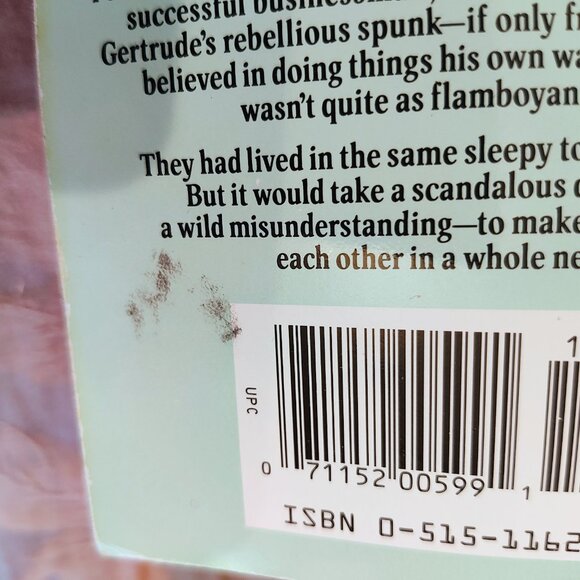 successful
Gertrude's rebellious spunk—if only
believed in doing things his own
wasn't quite as flamboyan
They had lived in the same sleepy to
But it would take a scandalous
a wild misunderstanding—to make
each other in a whole ne
UPC
0 71152 00599 1
1
ISBN 0-515-1162